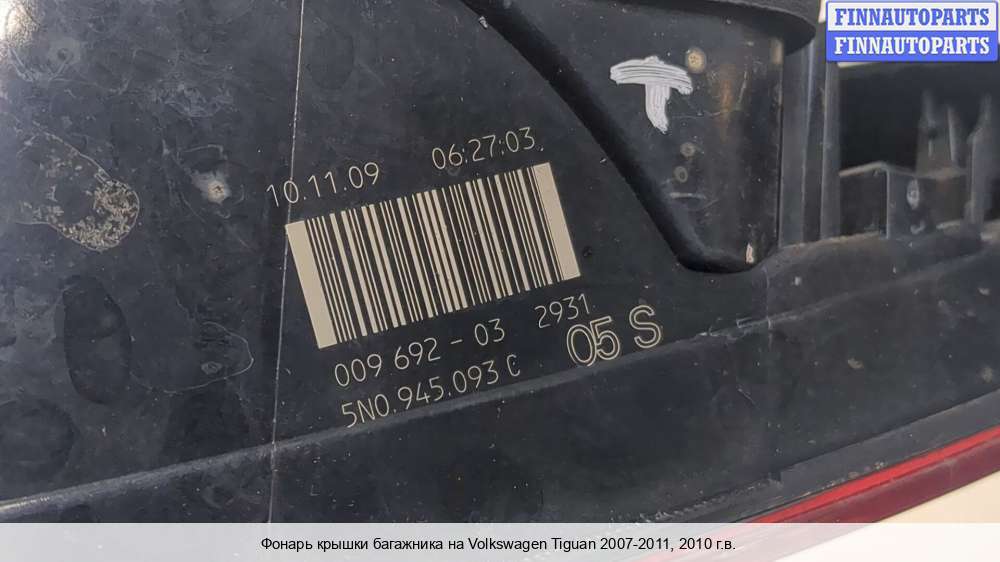 FINNAUTOPARTS
FINNAUTOPARTS
T
10.11.09 06:27:03
009 692 - 03 2931
05 S
5N0.945.093 C
Фонарь крышки багажника на Volkswagen Tiguan 2007-2011, 2010 г.в.